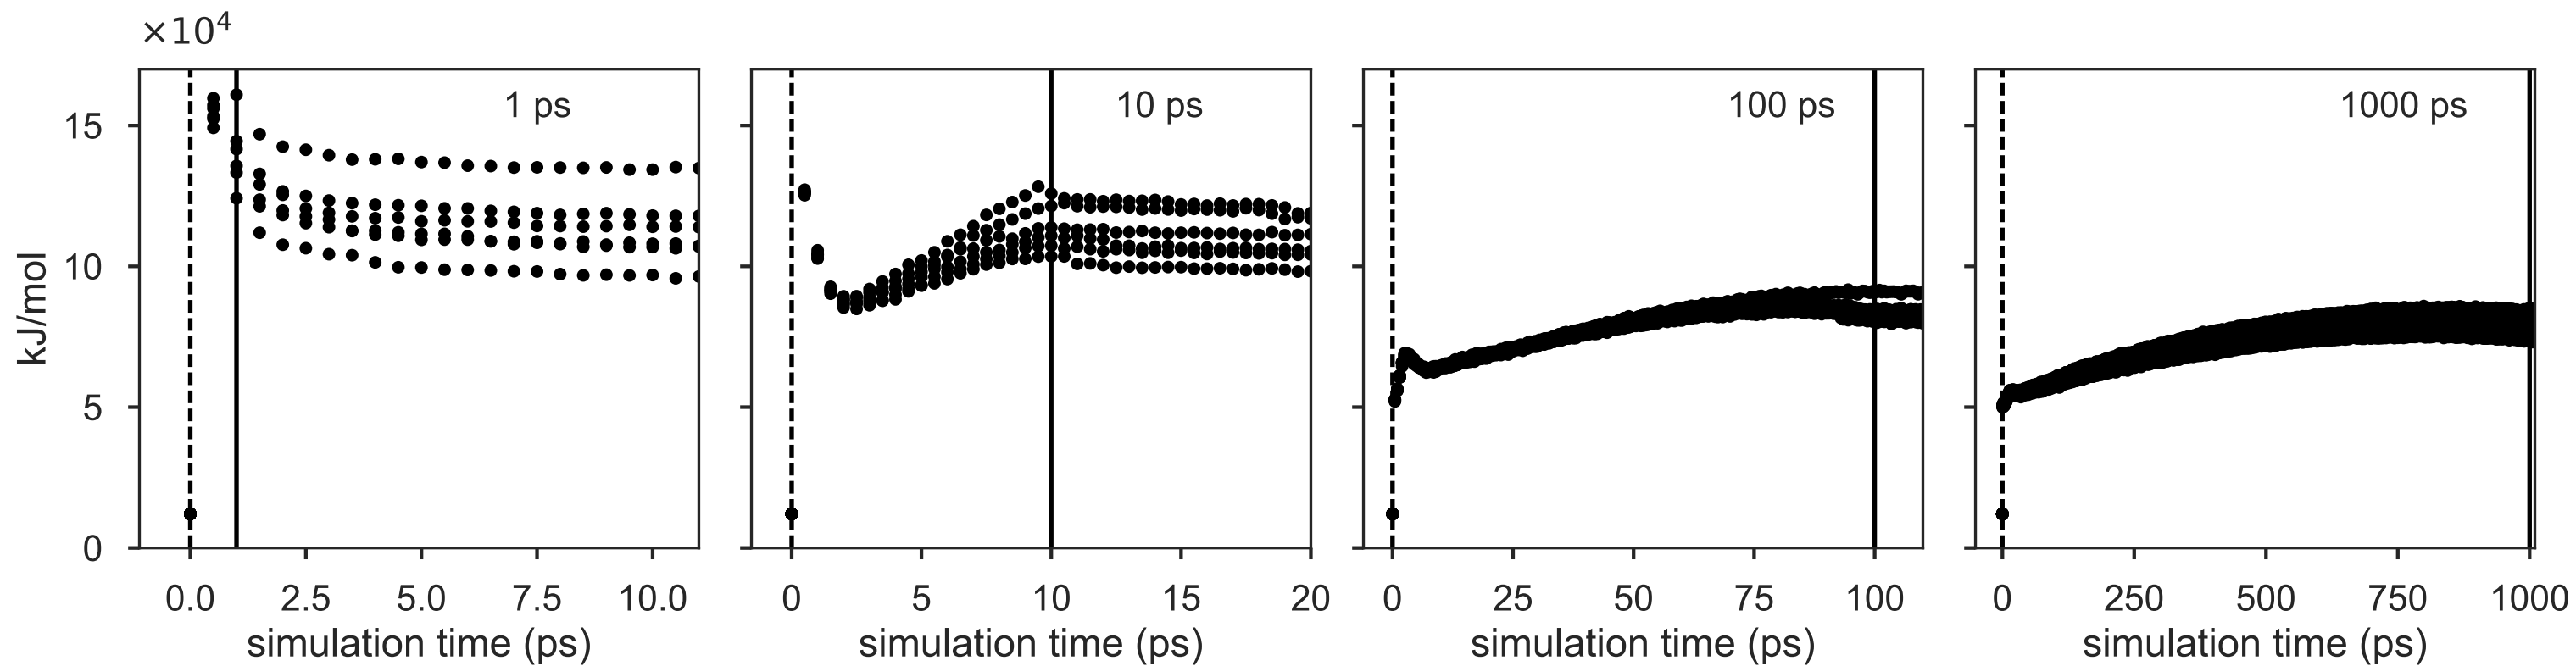 ×10⁴
1 ps
10 ps
100 ps
1000 ps
15
10
5
0
kJ/mol
0.0 2.5 5.0 7.5 10.0
0 5 10 15 20
0 25 50 75 100
0 250 500 750 1000
simulation time (ps)
simulation time (ps)
simulation time (ps)
simulation time (ps)